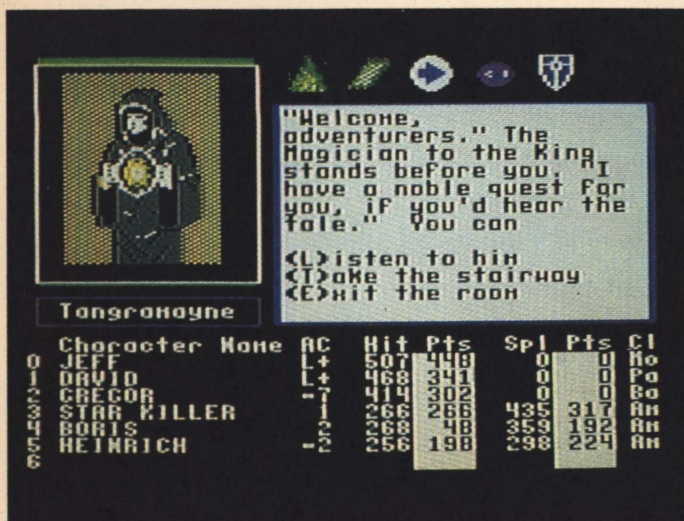 "Welcome,
adventurers." The
Magician to the King
stands before you. "I
have a noble quest for
you, if you'd hear the
tale." You can
<L>isten to him
<T>ake the stairway
<E>xit the room
Tangramayne
Character Name AC Hit Pts Spl Pts Cl
0 JEFF L+ 507 448 0 0 Mo
1 DAVID L+ 468 341 0 0 Pa
2 GREGOR -7 414 302 0 0 Ba
3 STAR KILLER 1 266 266 435 317 Am
4 BORIS 2 268 48 359 192 Am
5 HEINRICH -2 256 198 298 224 Am
6